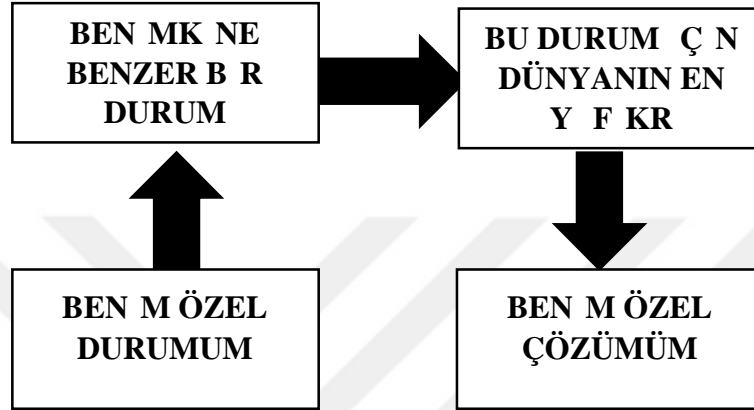 BEN MK NE
BENZER B R
DURUM
BU DURUM Ç N
DÜNYANIN EN
Y F KR
BEN M ÖZEL
DURUMUM
BEN M ÖZEL
ÇÖZÜMÜM